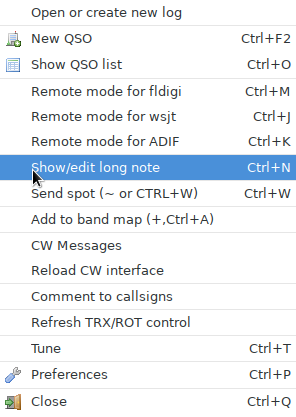 Open or create new log
New QSO Ctrl+F2
Show QSO list Ctrl+O
Remote mode for fldigi Ctrl+M
Remote mode for wsjt Ctrl+J
Remote mode for ADIF Ctrl+K
Show/edit long note Ctrl+N
Send spot (~ or CTRL+W) Ctrl+W
Add to band map (+,Ctrl+A)
CW Messages
Reload CW interface
Comment to callsigns
Refresh TRX/ROT control
Tune Ctrl+T
Preferences Ctrl+P
Close Ctrl+Q